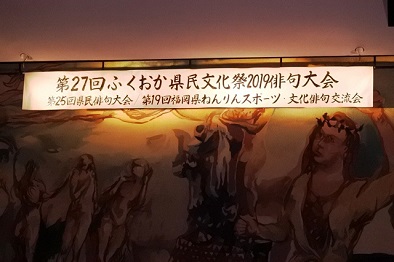 第27回ふくおか県民文化祭2019俳句大会
第25回県民俳句大会／第19回福岡県ねんりんスポーツ・文化俳句交流会